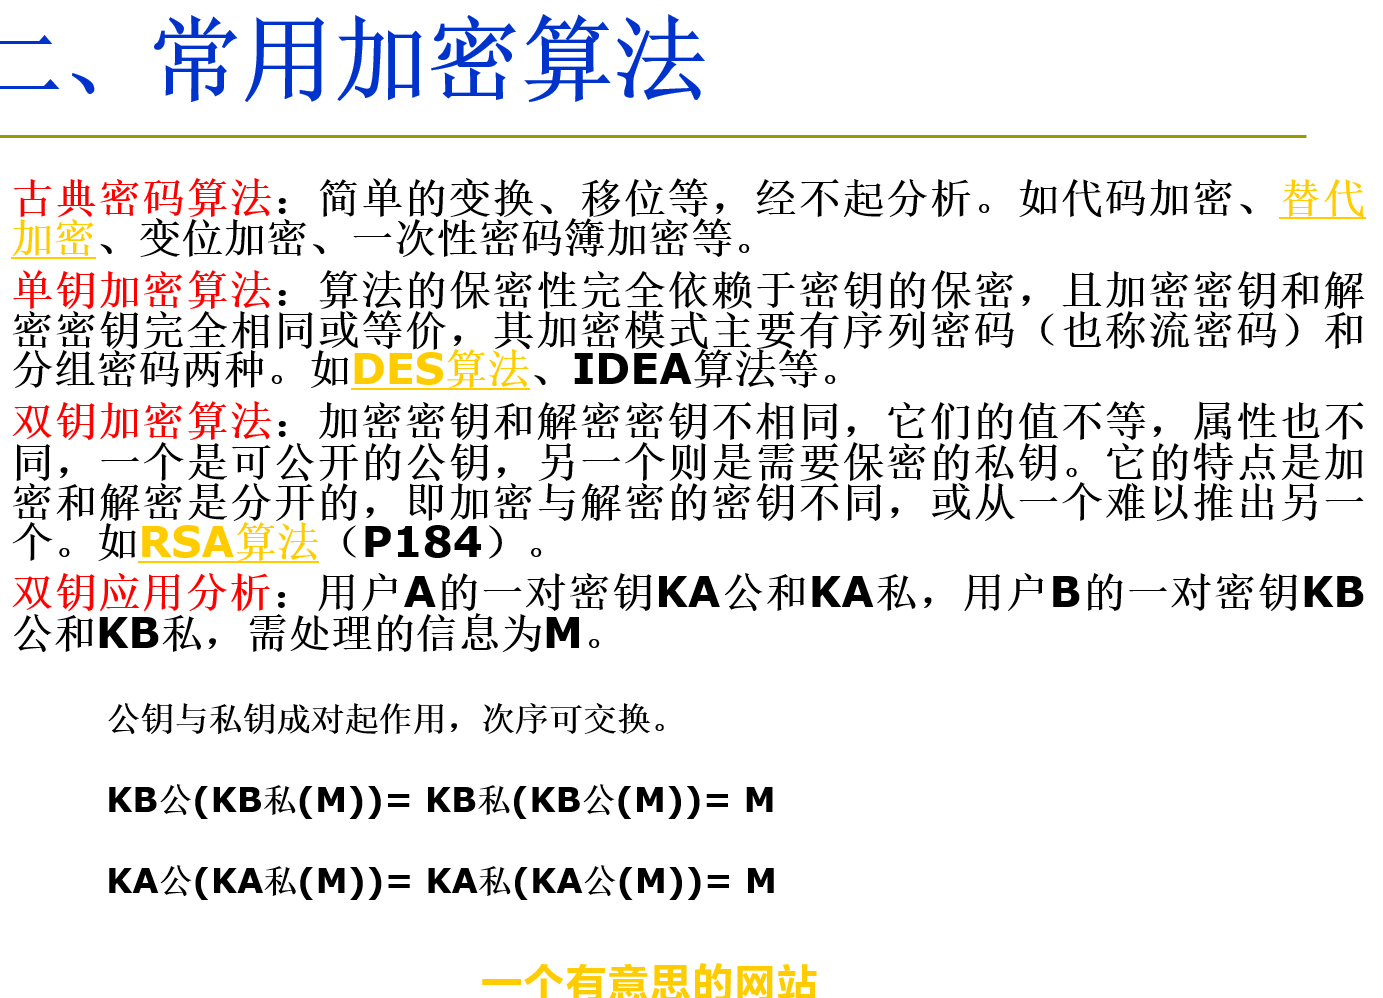 二、常用加密算法
古典密码算法：简单的变换、移位等，经不起分析。如代码加密、替代
加密、变位加密、一次性密码簿加密等。
单钥加密算法：算法的保密性完全依赖于密钥的保密，且加密密钥和解
密密钥完全相同或等价，其加密模式主要有序列密码（也称流密码）和
分组密码两种。如DES算法、IDEA算法等。
双钥加密算法：加密密钥和解密密钥不相同，它们的值不等，属性也不
同，一个是可公开的公钥，另一个则是需要保密的私钥。它的特点是加
密和解密是分开的，即加密与解密的密钥不同，或从一个难以推出另一
个。如RSA算法（P184）。
双钥应用分析：用户A的一对密钥KA公和KA私，用户B的一对密钥KB
公和KB私，需处理的信息为M。
公钥与私钥成对起作用，次序可交换。
KB公(KB私(M))= KB私(KB公(M))= M
KA公(KA私(M))= KA私(KA公(M))= M
一个有意思的网站